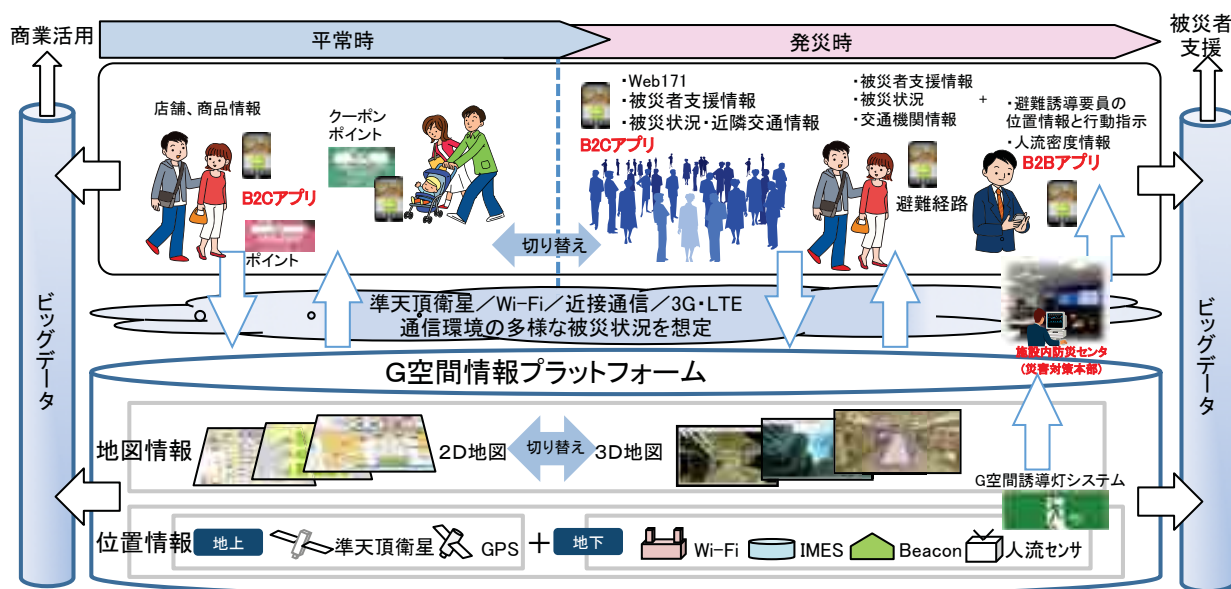 商業活用
平常時
発災時
被災者
支援
店舗、商品情報
B2Cアプリ
ポイント
クーポン
ポイント
・Web171
・被災者支援情報
・被災状況・近隣交通情報
B2Cアプリ
・被災者支援情報
・被災状況
・交通機関情報
+
・避難誘導要員の
位置情報と行動指示
・人流密度情報
B2Bアプリ
避難経路
切り替え
準天頂衛星／Wi-Fi／近接通信／3G・LTE
通信環境の多様な被災状況を想定
施設内防災センタ
(災害対策本部)
ビッグデータ
ビッグデータ
G空間情報プラットフォーム
地図情報
2D地図
切り替え
3D地図
G空間誘導灯システム
位置情報
地上
準天頂衛星
GPS
+
地下
Wi-Fi
IMES
Beacon
人流センサ